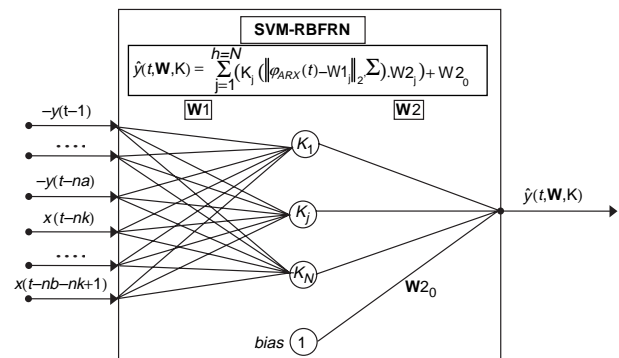 SVM-RBFRN
h=N
ŷ(t,W,K) = ∑(K_j (‖φ_ARX(t)−W1_j‖_2,Σ).W2_j)+W2_0
j=1
W1 W2
−y(t−1)
....
−y(t−na)
x(t−nk)
....
x(t−nb−nk+1)
K_1
K_j
K_N
ŷ(t,W,K)
W2_0
bias 1